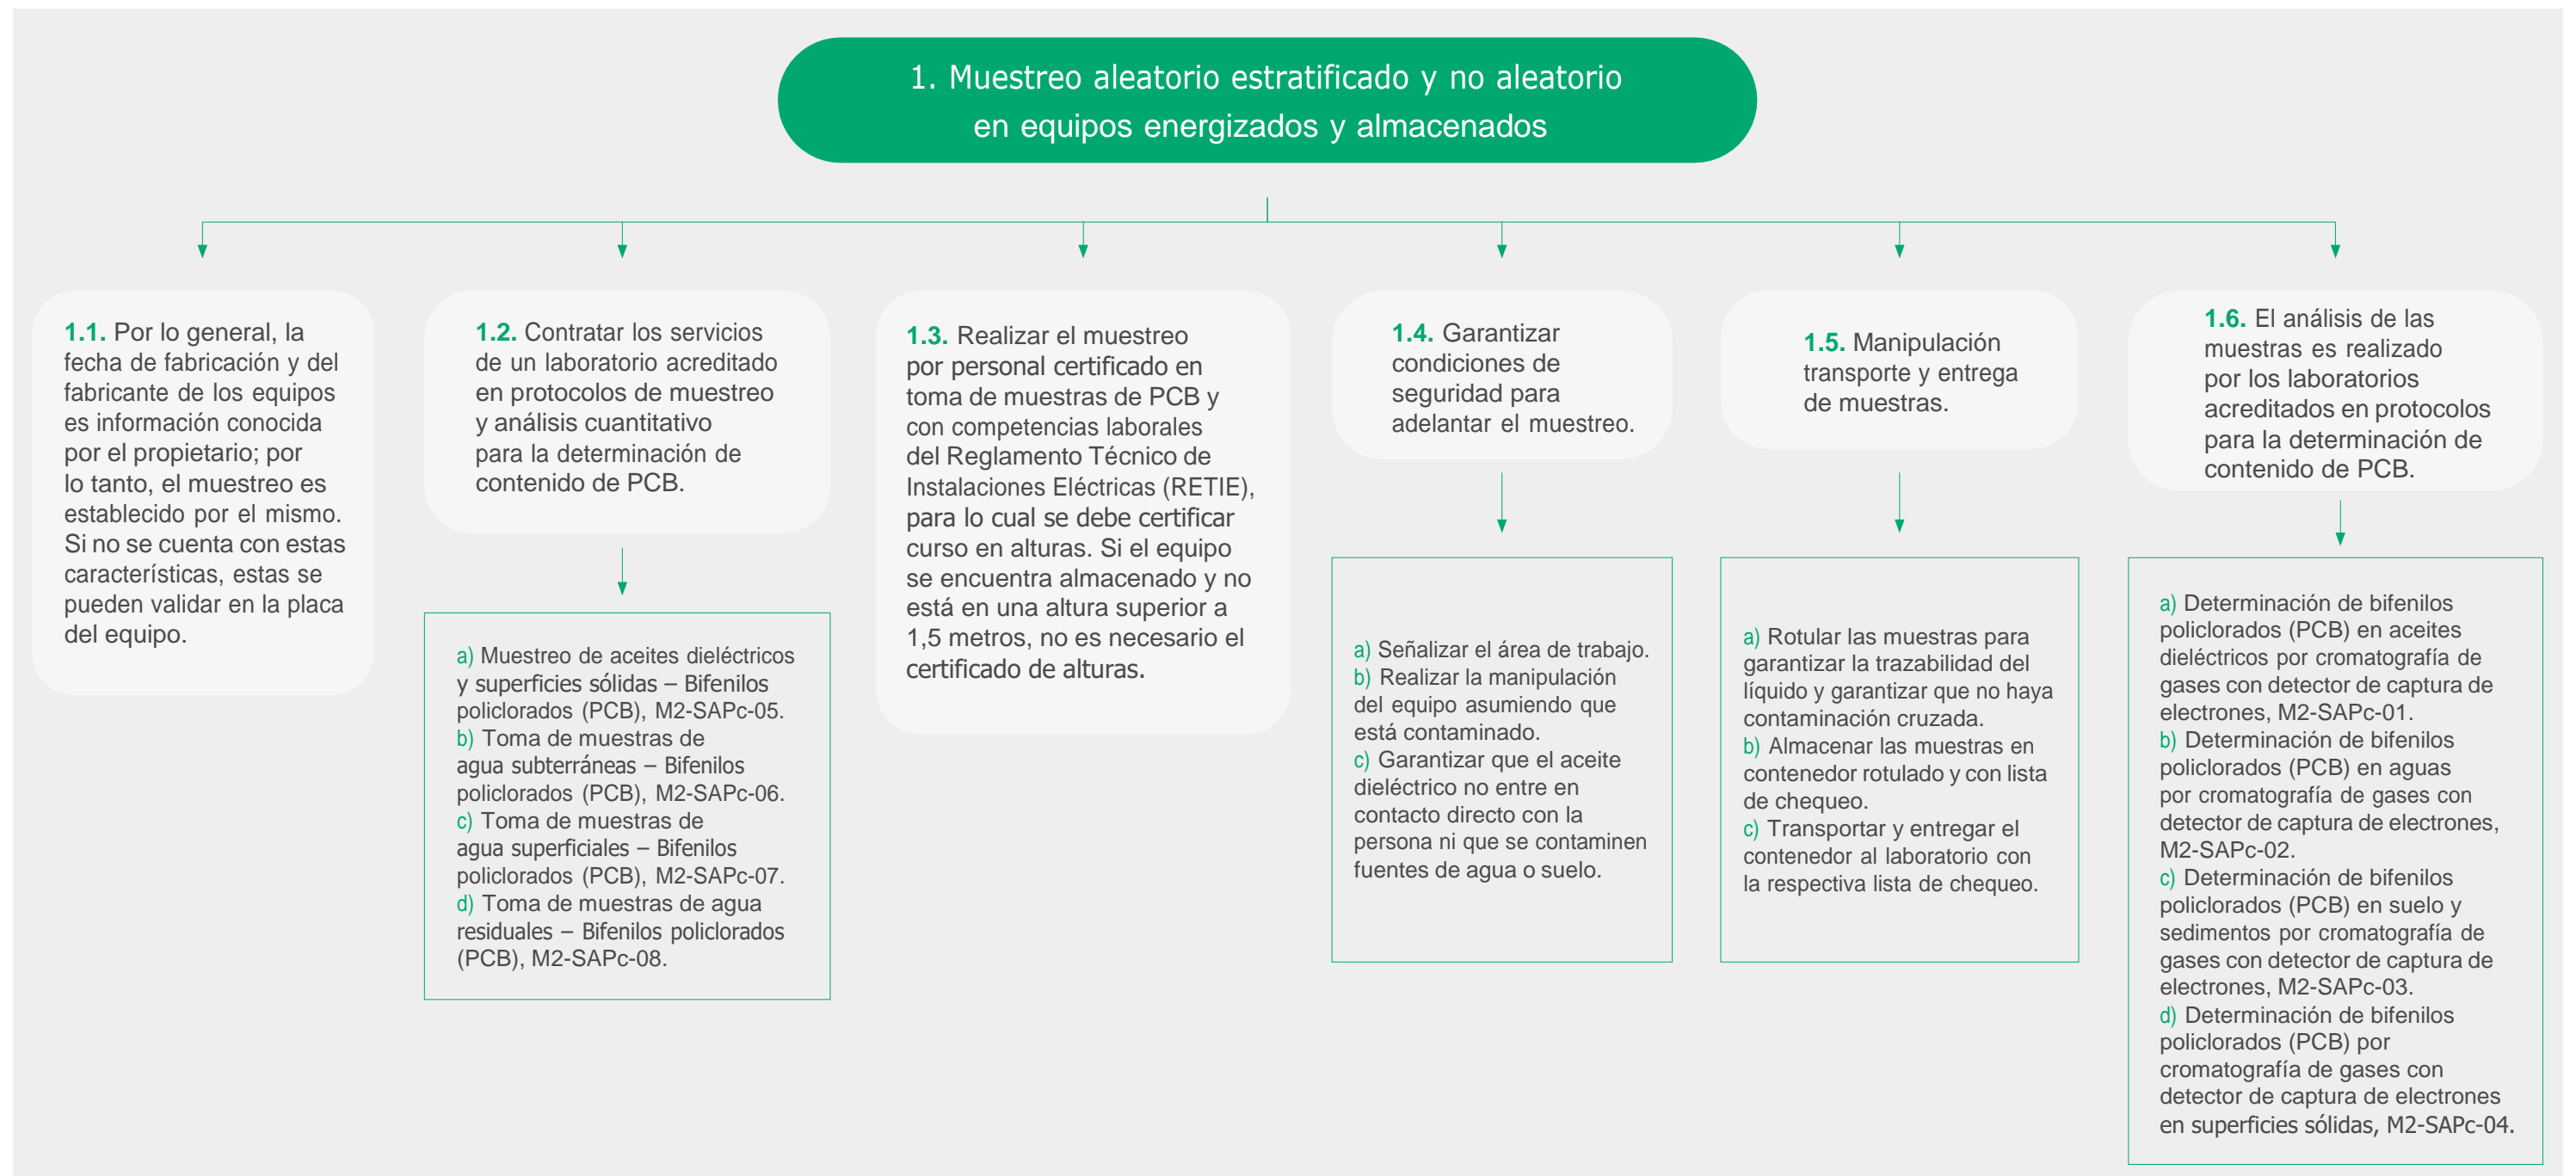 1. Muestreo aleatorio estratificado y no aleatorio
en equipos energizados y almacenados
1.1. Por lo general, la
fecha de fabricación y del
fabricante de los equipos
es información conocida
por el propietario; por
lo tanto, el muestreo es
establecido por el mismo.
Si no se cuenta con estas
características, estas se
pueden validar en la placa
del equipo.
1.2. Contratar los servicios
de un laboratorio acreditado
en protocolos de muestreo
y análisis cuantitativo
para la determinación de
contenido de PCB.
a) Muestreo de aceites dieléctricos
y superficies sólidas – Bifenilos
policlorados (PCB), M2-SAPc-05.
b) Toma de muestras de
agua subterráneas – Bifenilos
policlorados (PCB), M2-SAPc-06.
c) Toma de muestras de
agua superficiales – Bifenilos
policlorados (PCB), M2-SAPc-07.
d) Toma de muestras de agua
residuales – Bifenilos policlorados
(PCB), M2-SAPc-08.
1.3. Realizar el muestreo
por personal certificado en
toma de muestras de PCB y
con competencias laborales
del Reglamento Técnico de
Instalaciones Eléctricas (RETIE),
para lo cual se debe certificar
curso en alturas. Si el equipo
se encuentra almacenado y no
está en una altura superior a
1,5 metros, no es necesario el
certificado de alturas.
1.4. Garantizar
condiciones de
seguridad para
adelantar el muestreo.
a) Señalizar el área de trabajo.
b) Realizar la manipulación
del equipo asumiendo que
está contaminado.
c) Garantizar que el aceite
dieléctrico no entre en
contacto directo con la
persona ni que se contaminen
fuentes de agua o suelo.
1.5. Manipulación
transporte y entrega
de muestras.
a) Rotular las muestras para
garantizar la trazabilidad del
líquido y garantizar que no haya
contaminación cruzada.
b) Almacenar las muestras en
contenedor rotulado y con lista
de chequeo.
c) Transportar y entregar el
contenedor al laboratorio con
la respectiva lista de chequeo.
1.6. El análisis de las
muestras es realizado
por los laboratorios
acreditados en protocolos
para la determinación de
contenido de PCB.
a) Determinación de bifenilos
policlorados (PCB) en aceites
dieléctricos por cromatografía de
gases con detector de captura de
electrones, M2-SAPc-01.
b) Determinación de bifenilos
policlorados (PCB) en aguas
por cromatografía de gases con
detector de captura de electrones,
M2-SAPc-02.
c) Determinación de bifenilos
policlorados (PCB) en suelo y
sedimentos por cromatografía de
gases con detector de captura de
electrones, M2-SAPc-03.
d) Determinación de bifenilos
policlorados (PCB) por
cromatografía de gases con
detector de captura de electrones
en superficies sólidas, M2-SAPc-04.